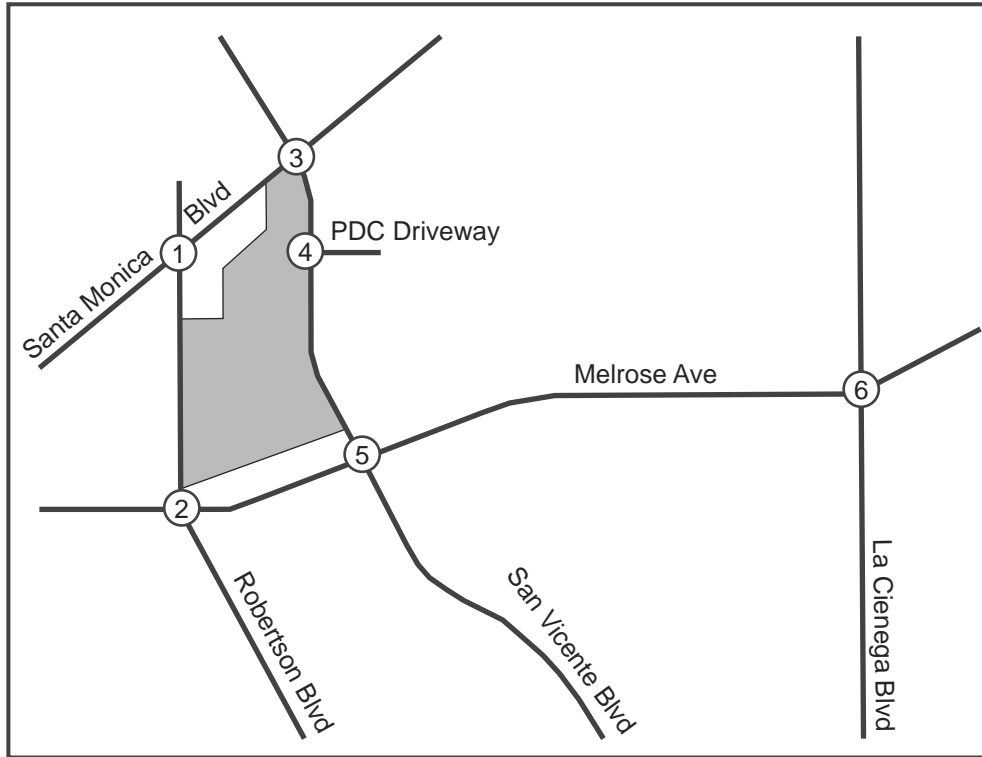 3
Blvd
PDC Driveway
4
1
Santa Monica
Melrose Ave
6
5
2
Robertson Blvd
San Vicente Blvd
La Cienega Blvd